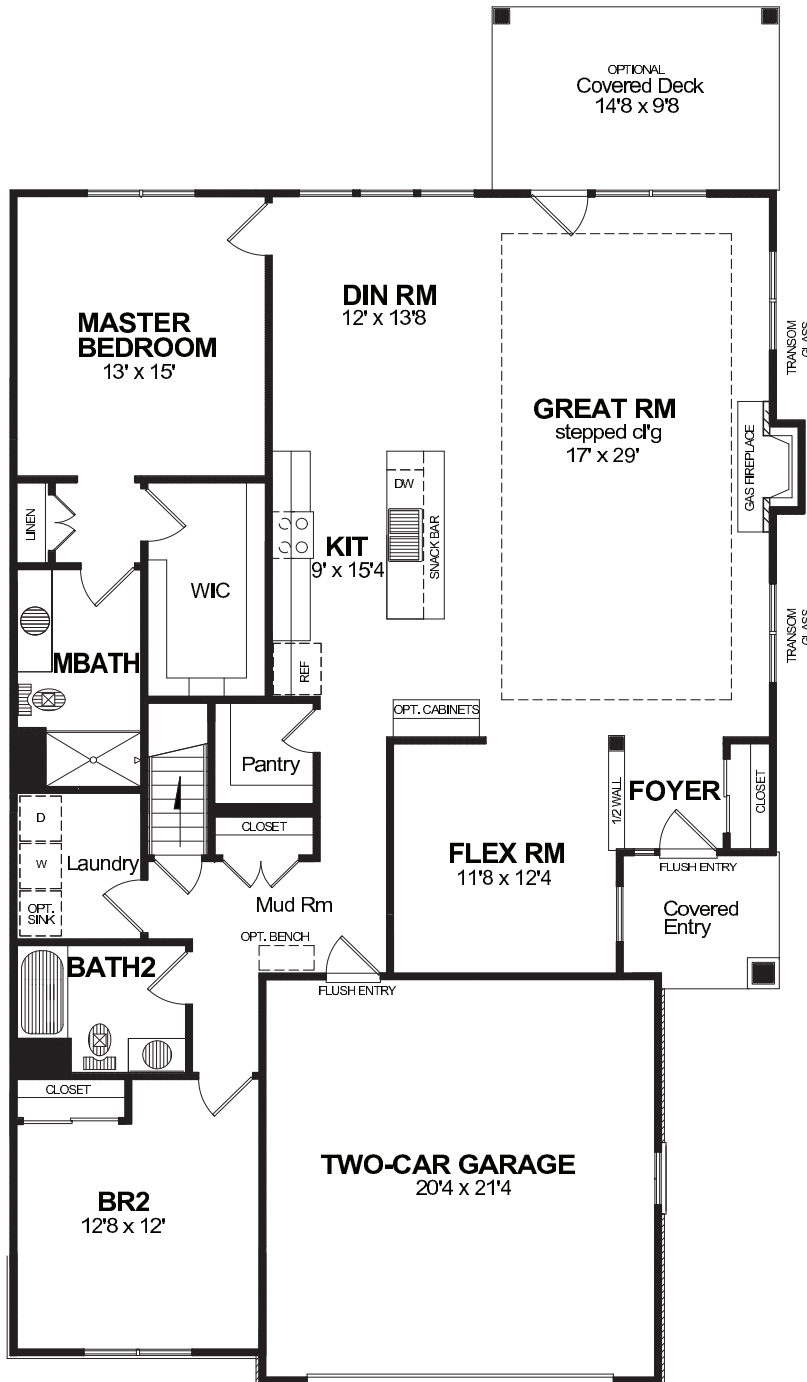 OPTIONAL
Covered Deck
14'8 x 9'8
MASTER
BEDROOM
13' x 15'
DIN RM
12' x 13'8
GREAT RM
stepped cl'g
17' x 29'
TRANSOM
GLASS
GAS FIREPLACE
LINEN
WIC
KIT
9' x 15'4
DW
SNACK BAR
REF
MBATH
TRANSOM
GLASS
OPT. CABINETS
Pantry
CLOSET
1/2 WALL
FOYER
CLOSET
FLUSH ENTRY
Covered
Entry
FLEX RM
11'8 x 12'4
D
W
OPT.
SINK
Laundry
Mud Rm
OPT. BENCH
FLUSH ENTRY
BATH2
CLOSET
BR2
12'8 x 12'
TWO-CAR GARAGE
20'4 x 21'4